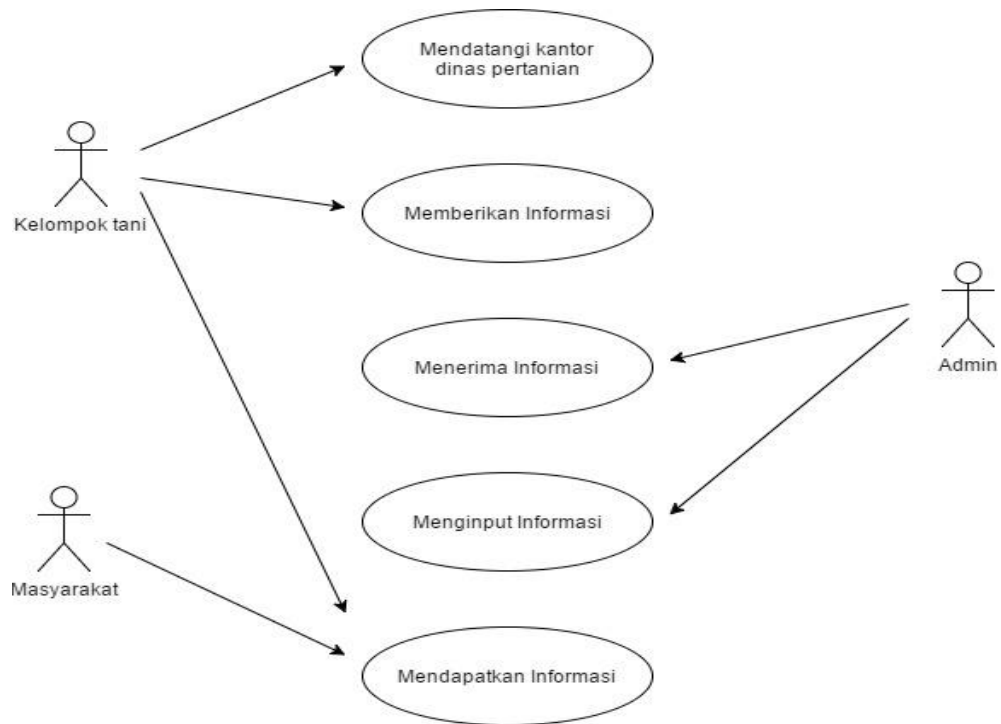 Mendatangi kantor
dinas pertanian
Kelompok tani
Memberikan Informasi
Menerima Informasi
Admin
Menginput Informasi
Masyarakat
Mendapatkan Informasi